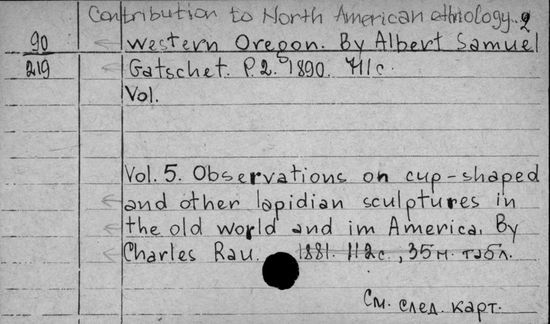 Contribution to North American ethnology. 2
90 Western Oregon. By Albert Samuel
219 Gatschet. P. 2. 1890. 711c.
Vol.
Vol. 5. Observations on cup-shaped
and other lapidian sculptures in
the old world and im America. By
Charles Rau. 1881. 112c., 35 н. табл.
См. след. карт.